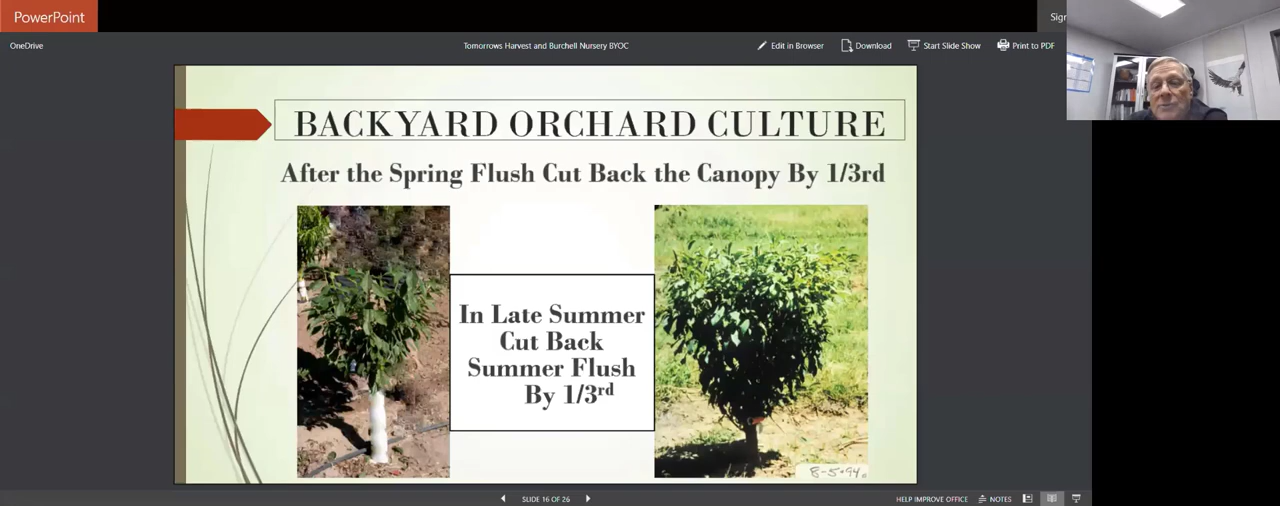 PowerPoint
OneDrive
Tomorrows Harvest and Burchell Nursery BYOC
Edit in Browser
Download
Start Slide Show
Print to PDF
Sign
BACKYARD ORCHARD CULTURE
After the Spring Flush Cut Back the Canopy By 1/3rd
In Late Summer
Cut Back
Summer Flush
By 1/3rd
8-5-94
SLIDE 16 OF 26
HELP IMPROVE OFFICE
NOTES